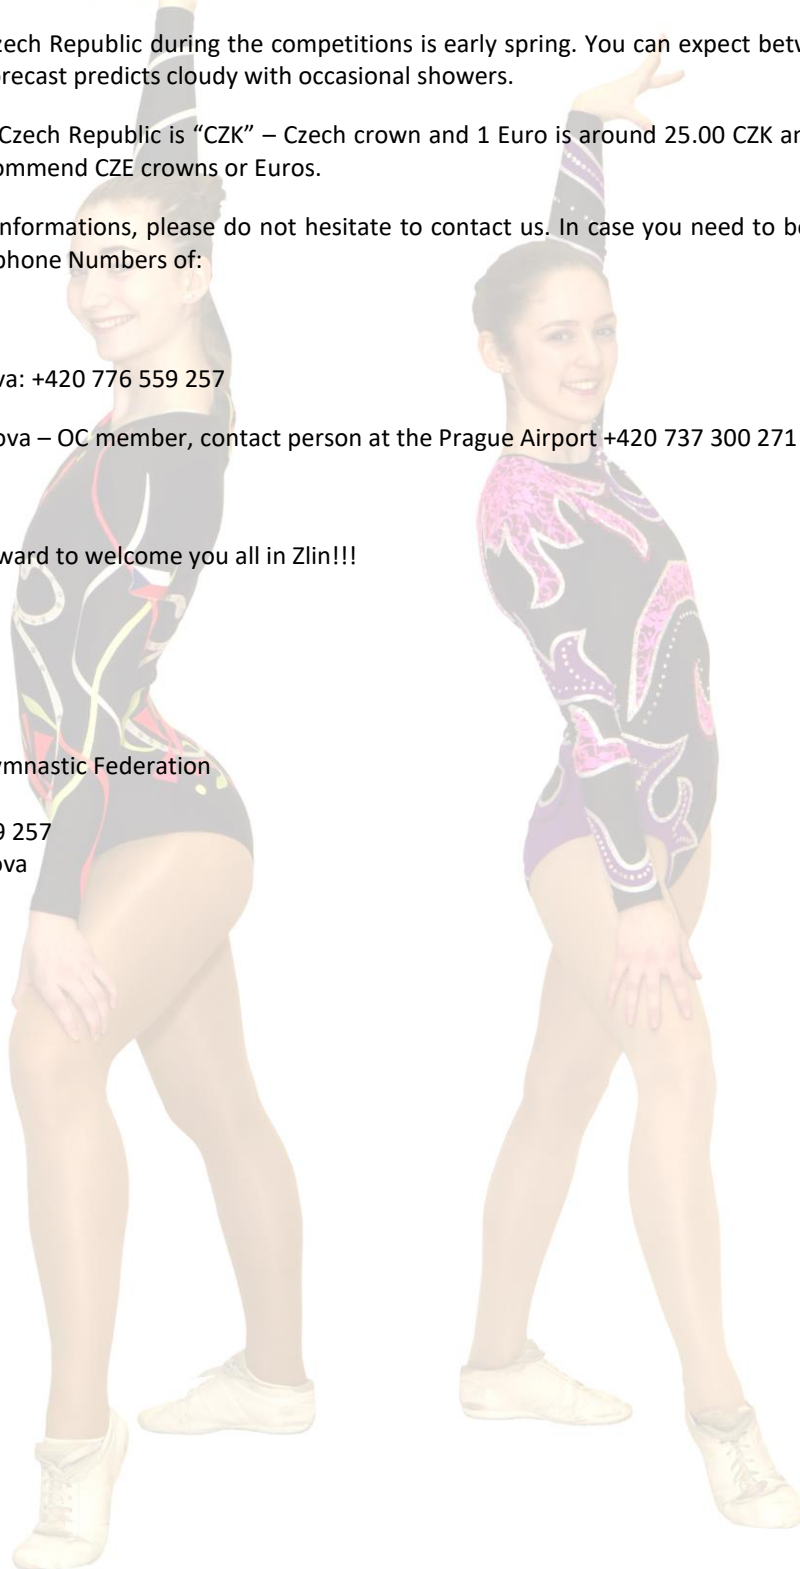 zech Republic during the competitions is early spring. You can expect betw
orecast predicts cloudy with occasional showers.
Czech Republic is “CZK” – Czech crown and 1 Euro is around 25.00 CZK an
ommend CZE crowns or Euros.
nformations, please do not hesitate to contact us. In case you need to be
phone Numbers of:
va: +420 776 559 257
ova – OC member, contact person at the Prague Airport +420 737 300 271
ward to welcome you all in Zlin!!!
ymnastic Federation
9 257
ova